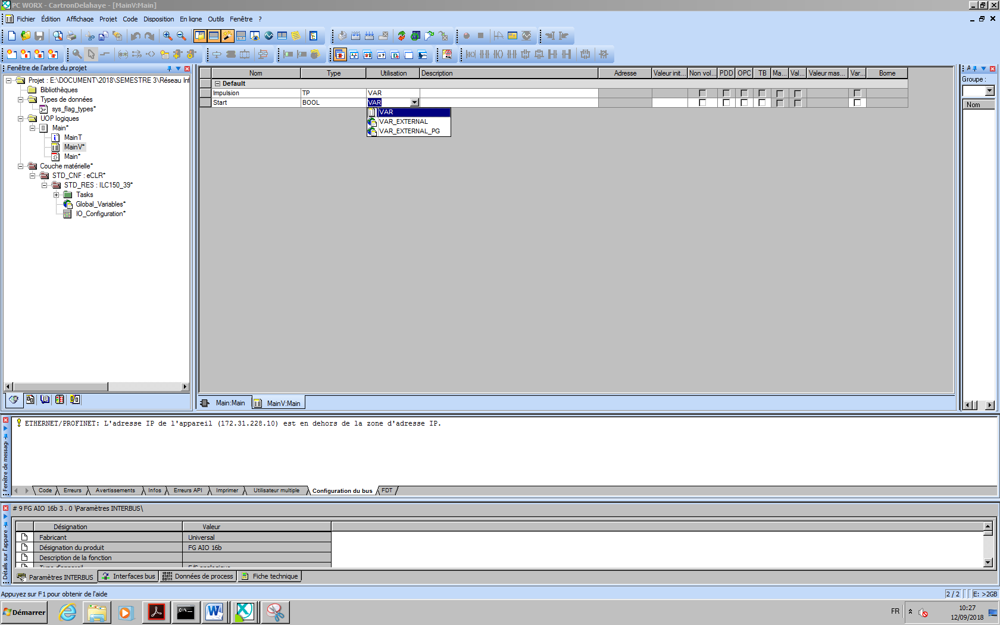 PC WORX - CartronDelahaye - [MainV:Main]
Fichier Édition Affichage Projet Code Disposition En ligne Outils Fenêtre ?
Fenêtre de l'arbre du projet
Projet : E:\DOCUMENT\2018\SEMESTRE 3\Réseau Inf
Bibliothèques
Types de données
sys_flag_types*
UOP logiques
Main*
MainT
MainV*
Main*
Couche matérielle*
STD_CNF : eCLR*
STD_RES : ILC150_39*
Tasks
Global_Variables*
IO_Configuration*
Nom Type Utilisation Description Adresse Valeur init... Non vol... PDD OPC TB Ma... Val... Valeur mas... Var... Borne
Default
Impulsion TP VAR
Start BOOL VAR
VAR
VAR_EXTERNAL
VAR_EXTERNAL_PG
Main:Main MainV:Main
A
Groupe :
Nom
Fenêtre de messag
ETHERNET/PROFINET: L'adresse IP de l'appareil (172.31.228.10) est en dehors de la zone d'adresse IP.
Code Erreurs Avertissements Infos Erreurs API Imprimer Utilisateur multiple Configuration du bus FDT
Détails sur l'appare
# 9 FG AIO 16b 3 . 0 \Paramètres INTERBUS\
Désignation Valeur
Fabricant Universal
Désignation du produit FG AIO 16b
Description de la fonction
Type d'appareil E/S analogique
Paramètres INTERBUS Interfaces bus Données de process Fiche technique
Appuyez sur F1 pour obtenir de l'aide
2 / 2 E: >2GB
Démarrer
FR
10:27
12/09/2018